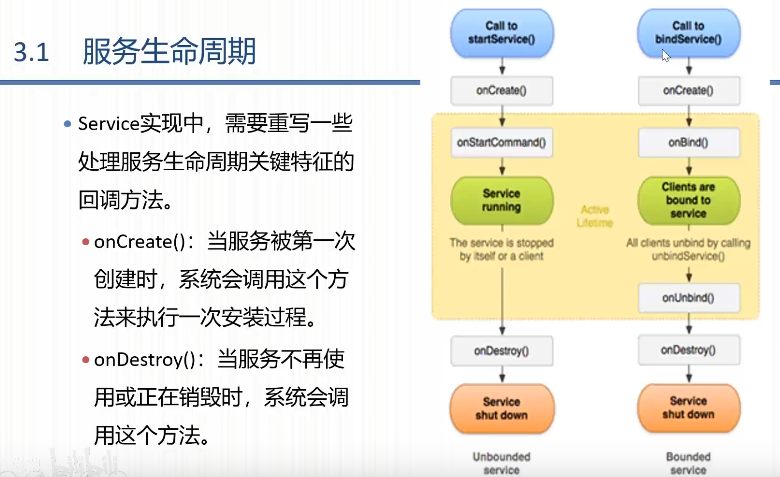 3.1 服务生命周期
• Service实现中，需要重写一些
处理服务生命周期关键特征的
回调方法。
• onCreate()：当服务被第一次
创建时，系统会调用这个方
法来执行一次安装过程。
• onDestroy()：当服务不再使
用或正在销毁时，系统会调
用这个方法。
Call to
startService()
onCreate()
onStartCommand()
Service
running
The service is stopped
by itself or a client
onDestroy()
Service
shut down
Unbounded
service
Active
Lifetime
Call to
bindService()
onCreate()
onBind()
Clients are
bound to
service
All clients unbind by calling
unbindService()
onUnbind()
onDestroy()
Service
shut down
Bounded
service